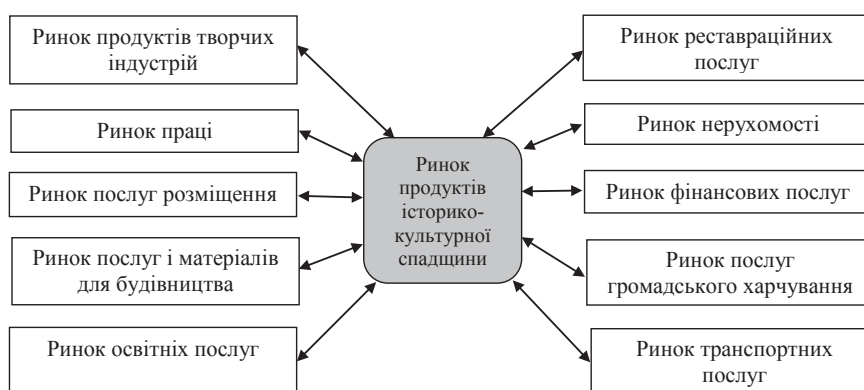 Ринок продуктів творчих
індустрій
Ринок праці
Ринок послуг розміщення
Ринок послуг і матеріалів
для будівництва
Ринок освітніх послуг
Ринок
продуктів
історико-
культурної
спадщини
Ринок реставраційних
послуг
Ринок нерухомості
Ринок фінансових послуг
Ринок послуг
громадського харчування
Ринок транспортних
послуг